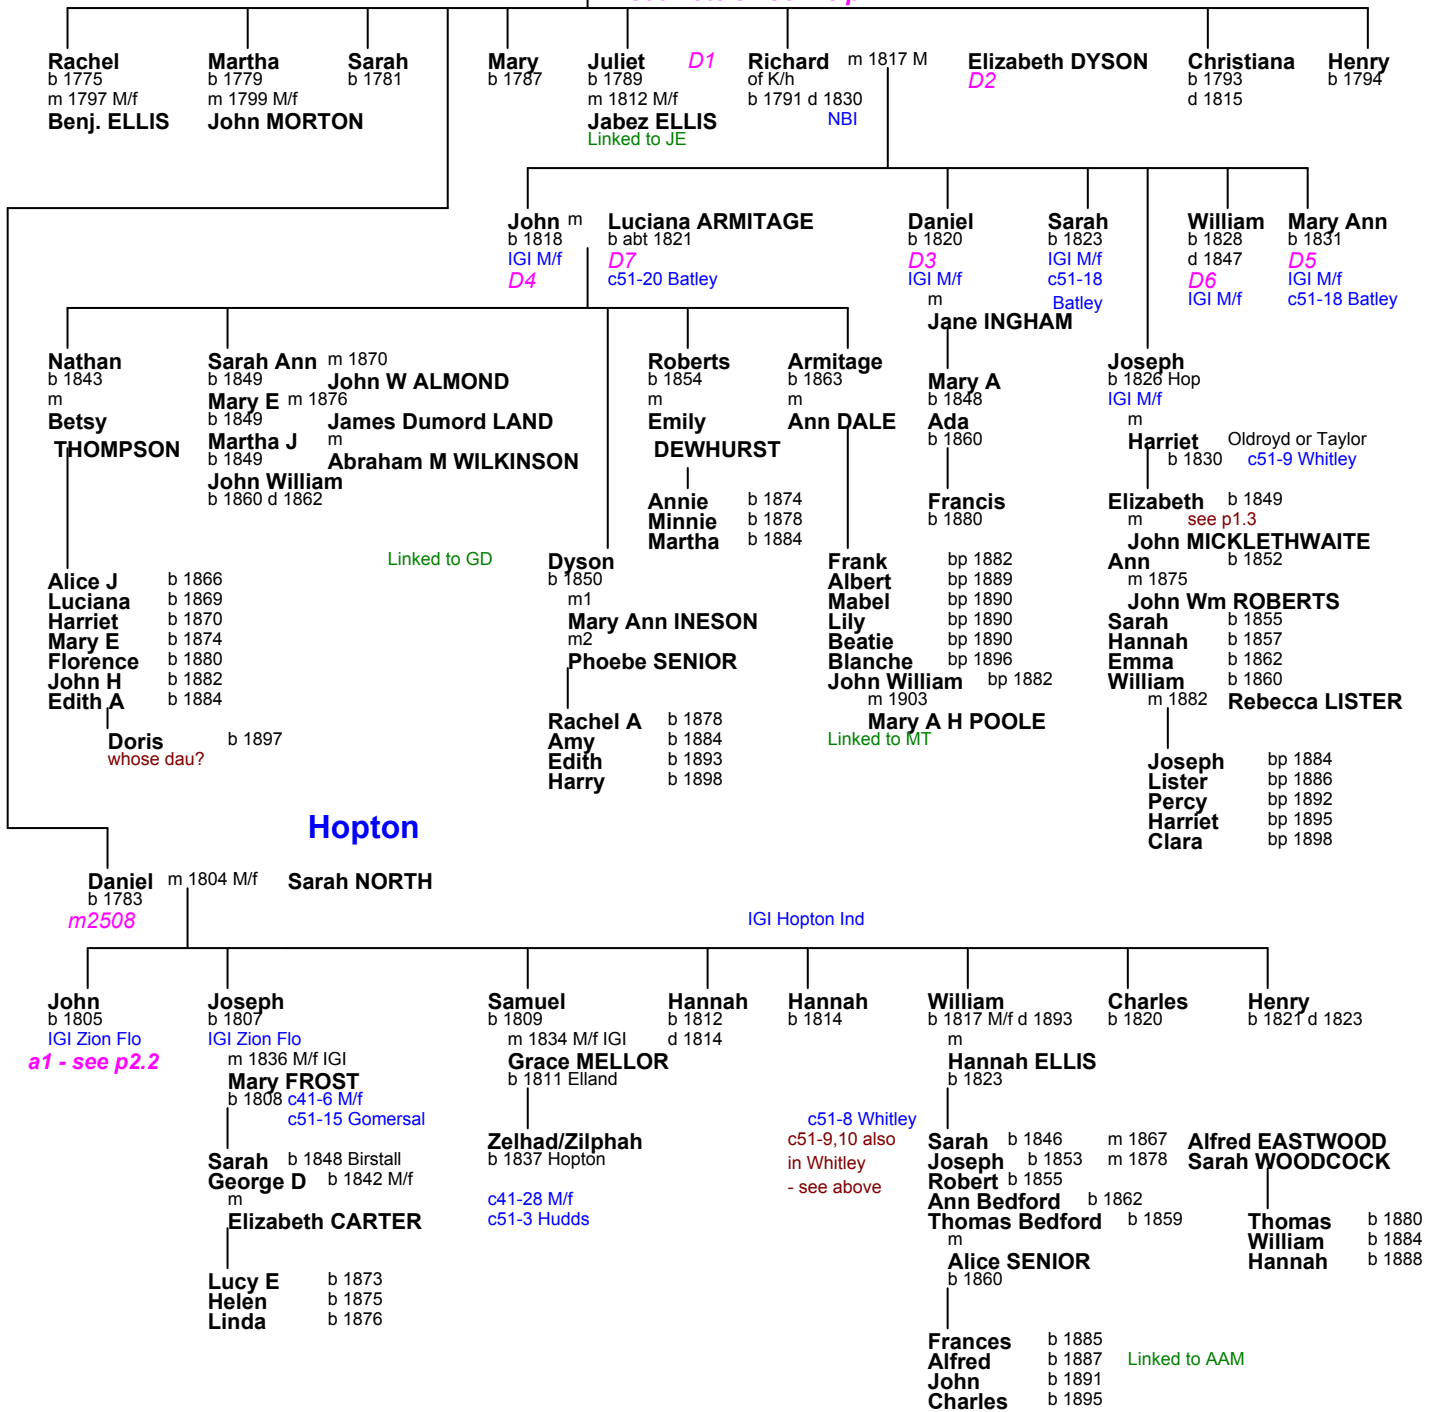 Rachel
b 1775
m 1797 M/f
Benj. ELLIS
Martha
b 1779
m 1799 M/f
John MORTON
Sarah
b 1781
Mary
b 1787
Juliet D1
b 1789
m 1812 M/f
Jabez ELLIS
Linked to JE
Richard m 1817 M
of K/h
b 1791 d 1830
NBI
Elizabeth DYSON
D2
Christiana
b 1793
d 1815
Henry
b 1794
John m
b 1818
IGI M/f
D4
Luciana ARMITAGE
b abt 1821
D7
c51-20 Batley
Daniel
b 1820
D3
IGI M/f
m
Jane INGHAM
Sarah
b 1823
IGI M/f
c51-18
Batley
William
b 1828
d 1847
D6
IGI M/f
Mary Ann
b 1831
D5
IGI M/f
c51-18 Batley
Nathan
b 1843
m
Betsy
THOMPSON
Sarah Ann m 1870
b 1849 John W ALMOND
Mary E m 1876
b 1849 James Dumord LAND
Martha J m
b 1849 Abraham M WILKINSON
John William
b 1860 d 1862
Roberts
b 1854
m
Emily
DEWHURST
Annie b 1874
Minnie b 1878
Martha b 1884
Armitage
b 1863
m
Ann DALE
Mary A
b 1848
Ada
b 1860
Francis
b 1880
Joseph
b 1826 Hop
IGI M/f
m
Harriet Oldroyd or Taylor
b 1830 c51-9 Whitley
Elizabeth b 1849
m see p1.3
John MICKLETHWAITE
Ann b 1852
m 1875
John Wm ROBERTS
Sarah b 1855
Hannah b 1857
Emma b 1862
William b 1860
m 1882 Rebecca LISTER
Joseph bp 1884
Lister bp 1886
Percy bp 1892
Harriet bp 1895
Clara bp 1898
Linked to GD
Alice J b 1866
Luciana b 1869
Harriet b 1870
Mary E b 1874
Florence b 1880
John H b 1882
Edith A b 1884
Doris b 1897
whose dau?
Dyson
b 1850
m1
Mary Ann INESON
m2
Phoebe SENIOR
Rachel A b 1878
Amy b 1884
Edith b 1893
Harry b 1898
Frank bp 1882
Albert bp 1889
Mabel bp 1890
Lily bp 1890
Beatie bp 1890
Blanche bp 1896
John William bp 1882
m 1903
Mary A H POOLE
Linked to MT
Hopton
Daniel m 1804 M/f Sarah NORTH
b 1783
m2508
IGI Hopton Ind
John
b 1805
IGI Zion Flo
a1 - see p2.2
Joseph
b 1807
IGI Zion Flo
m 1836 M/f IGI
Mary FROST
b 1808 c41-6 M/f
c51-15 Gomersal
Sarah b 1848 Birstall
George D b 1842 M/f
m
Elizabeth CARTER
Lucy E b 1873
Helen b 1875
Linda b 1876
Samuel
b 1809
m 1834 M/f IGI
Grace MELLOR
b 1811 Elland
Zelhad/Zilphah
b 1837 Hopton
c41-28 M/f
c51-3 Hudds
Hannah
b 1812
d 1814
Hannah
b 1814
c51-8 Whitley
c51-9,10 also
in Whitley
- see above
William
b 1817 M/f d 1893
m
Hannah ELLIS
b 1823
Sarah b 1846 m 1867 Alfred EASTWOOD
Joseph b 1853 m 1878 Sarah WOODCOCK
Robert b 1855
Ann Bedford b 1862
Thomas Bedford b 1859
m
Alice SENIOR
b 1860
Frances b 1885
Alfred b 1887 Linked to AAM
John b 1891
Charles b 1895
Thomas b 1880
William b 1884
Hannah b 1888
Charles
b 1820
Henry
b 1821 d 1823